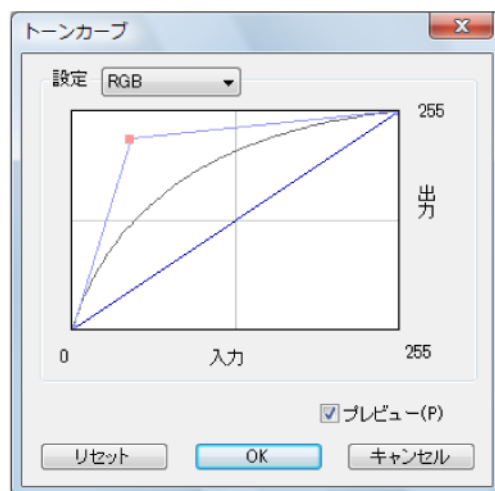 トーンカーブ
設定 RGB
255
出力
0 入力 255
プレビュー(P)
リセット OK キャンセル